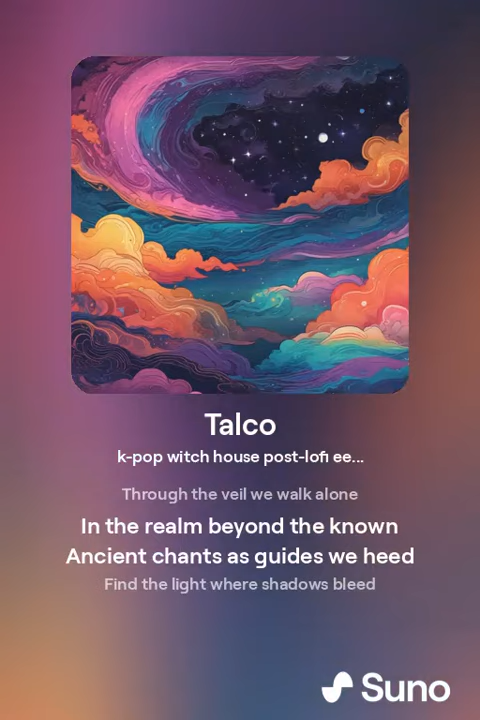 Talco
k-pop witch house post-lofi ee...
Through the veil we walk alone
In the realm beyond the known
Ancient chants as guides we heed
Find the light where shadows bleed
Suno